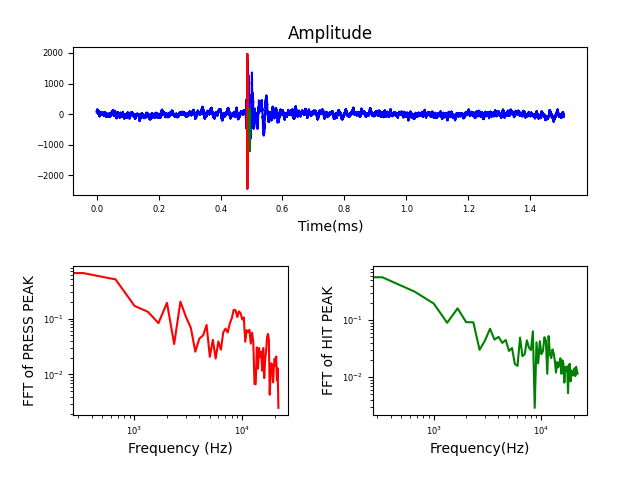 Amplitude
2000
1000
0
−1000
−2000
0.0 0.2 0.4 0.6 0.8 1.0 1.2 1.4
Time(ms)
FFT of PRESS PEAK
10⁻¹
10⁻²
10³ 10⁴
Frequency (Hz)
FFT of HIT PEAK
10⁻¹
10⁻²
10³ 10⁴
Frequency(Hz)